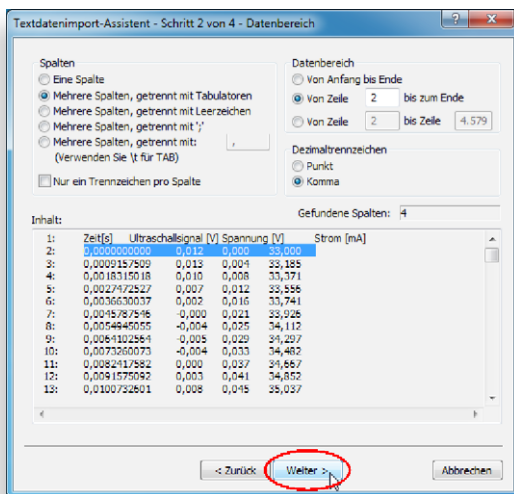 Textdatenimport-Assistent - Schritt 2 von 4 - Datenbereich
Spalten
Eine Spalte
Mehrere Spalten, getrennt mit Tabulatoren
Mehrere Spalten, getrennt mit Leerzeichen
Mehrere Spalten, getrennt mit ';'
Mehrere Spalten, getrennt mit: ,
(Verwenden Sie \t für TAB)
Nur ein Trennzeichen pro Spalte
Datenbereich
Von Anfang bis Ende
Von Zeile 2 bis zum Ende
Von Zeile 2 bis Zeile 4.579
Dezimaltrennzeichen
Punkt
Komma
Gefundene Spalten: 4
Inhalt:
1: Zeit[s] Ultraschallsignal [V] Spannung [V] Strom [mA]
2: 0,0000000000 0,012 0,000 33,000
3: 0,0009157509 0,013 0,004 33,185
4: 0,0018315018 0,010 0,008 33,371
5: 0,0027472527 0,007 0,012 33,556
6: 0,0036630037 0,002 0,016 33,741
7: 0,0045787546 -0,000 0,021 33,926
8: 0,0054945055 -0,004 0,025 34,112
9: 0,0064102564 -0,005 0,029 34,297
10: 0,0073260073 -0,004 0,033 34,482
11: 0,0082417582 0,000 0,037 34,667
12: 0,0091575092 0,003 0,041 34,852
13: 0,0100732601 0,008 0,045 35,037
< Zurück
Weiter >
Abbrechen